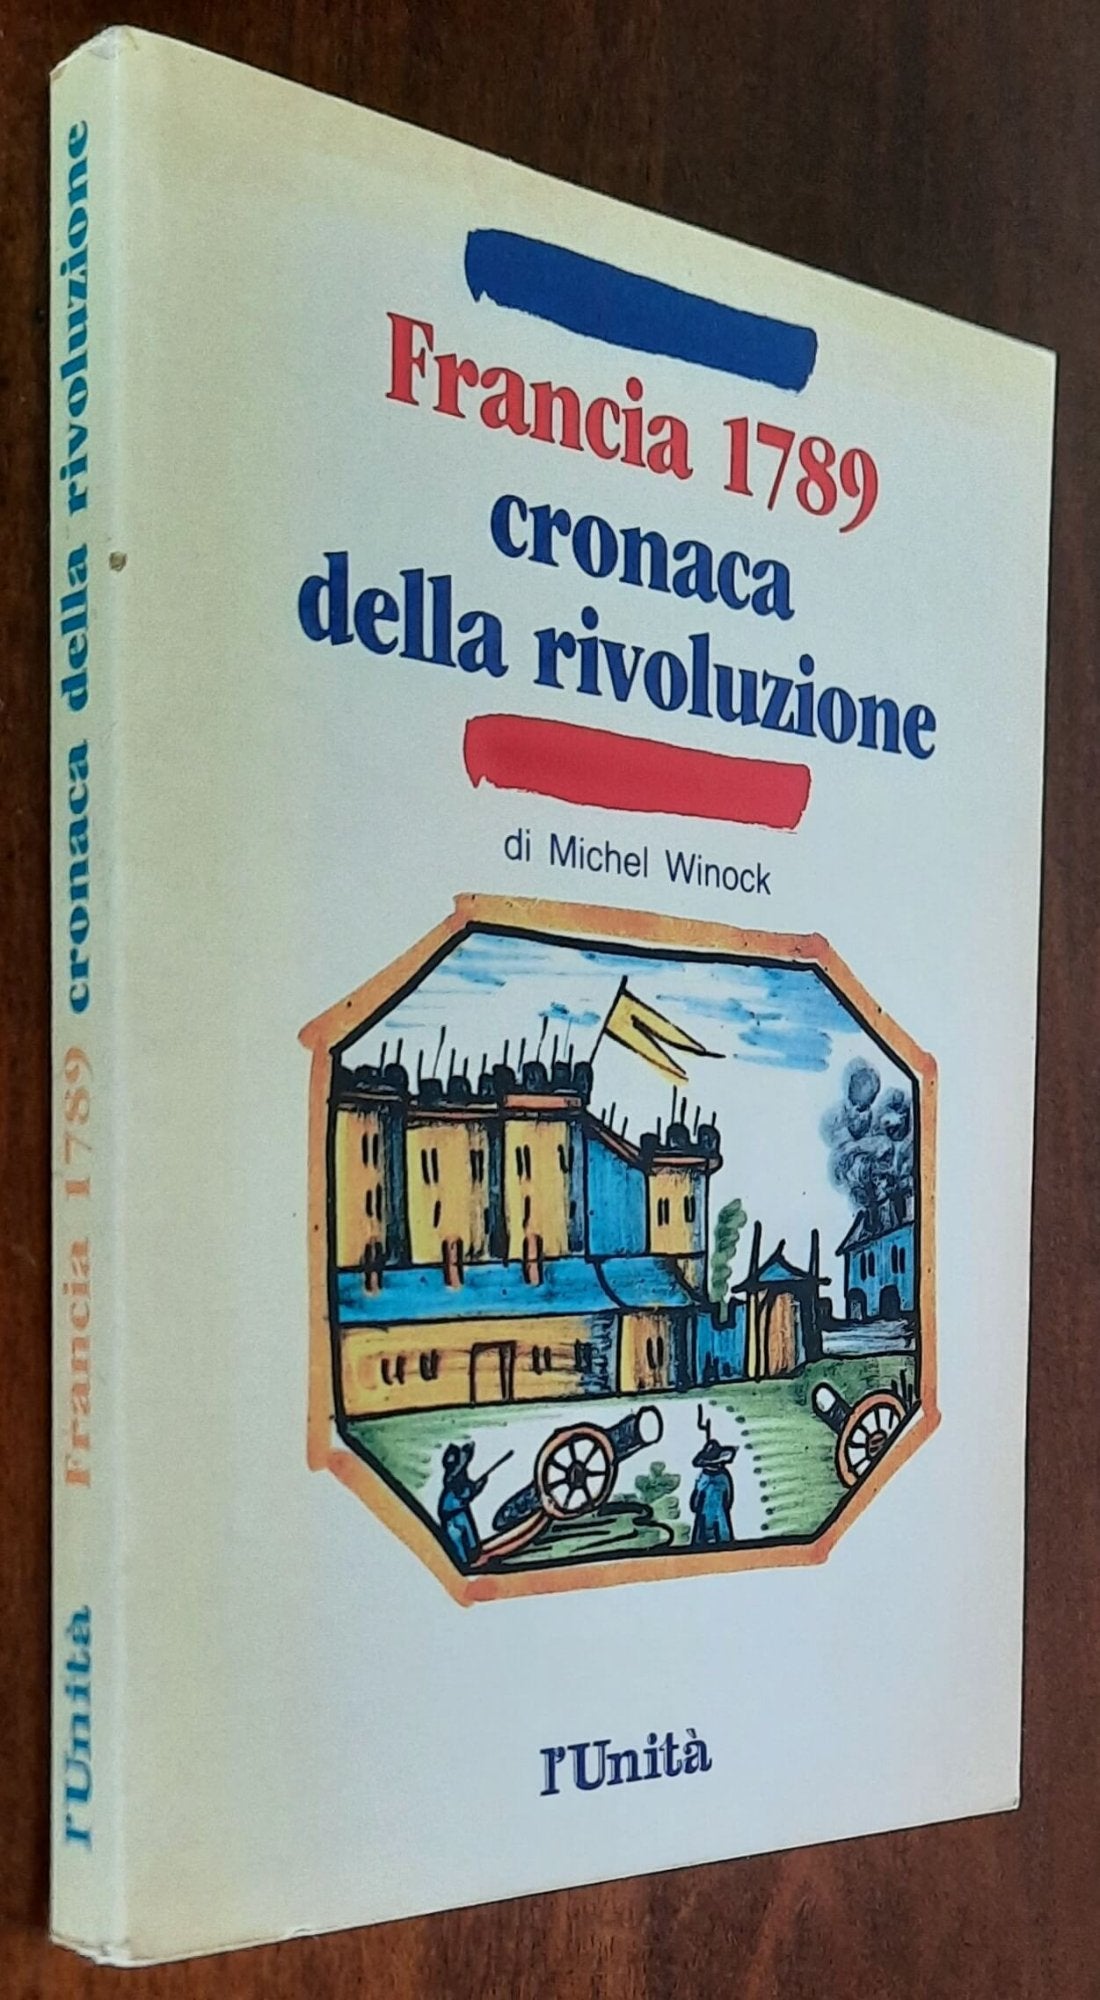 Francia 1789
cronaca
della rivoluzione
di Michel Winock
l'Unità
l'Unità Francia 1789 cronaca della rivoluzione